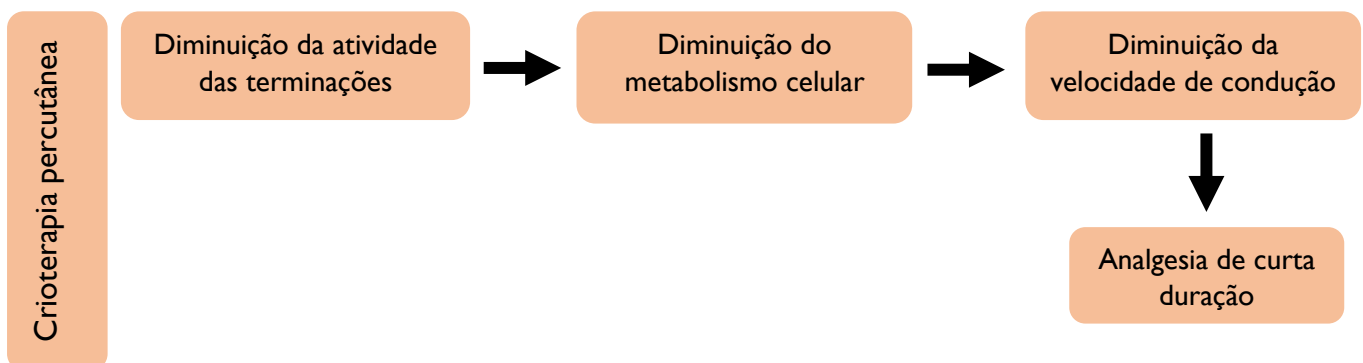 Crioterapia percutânea
Diminuição da atividade
das terminações
Diminuição do
metabolismo celular
Diminuição da
velocidade de condução
Analgesia de curta
duração